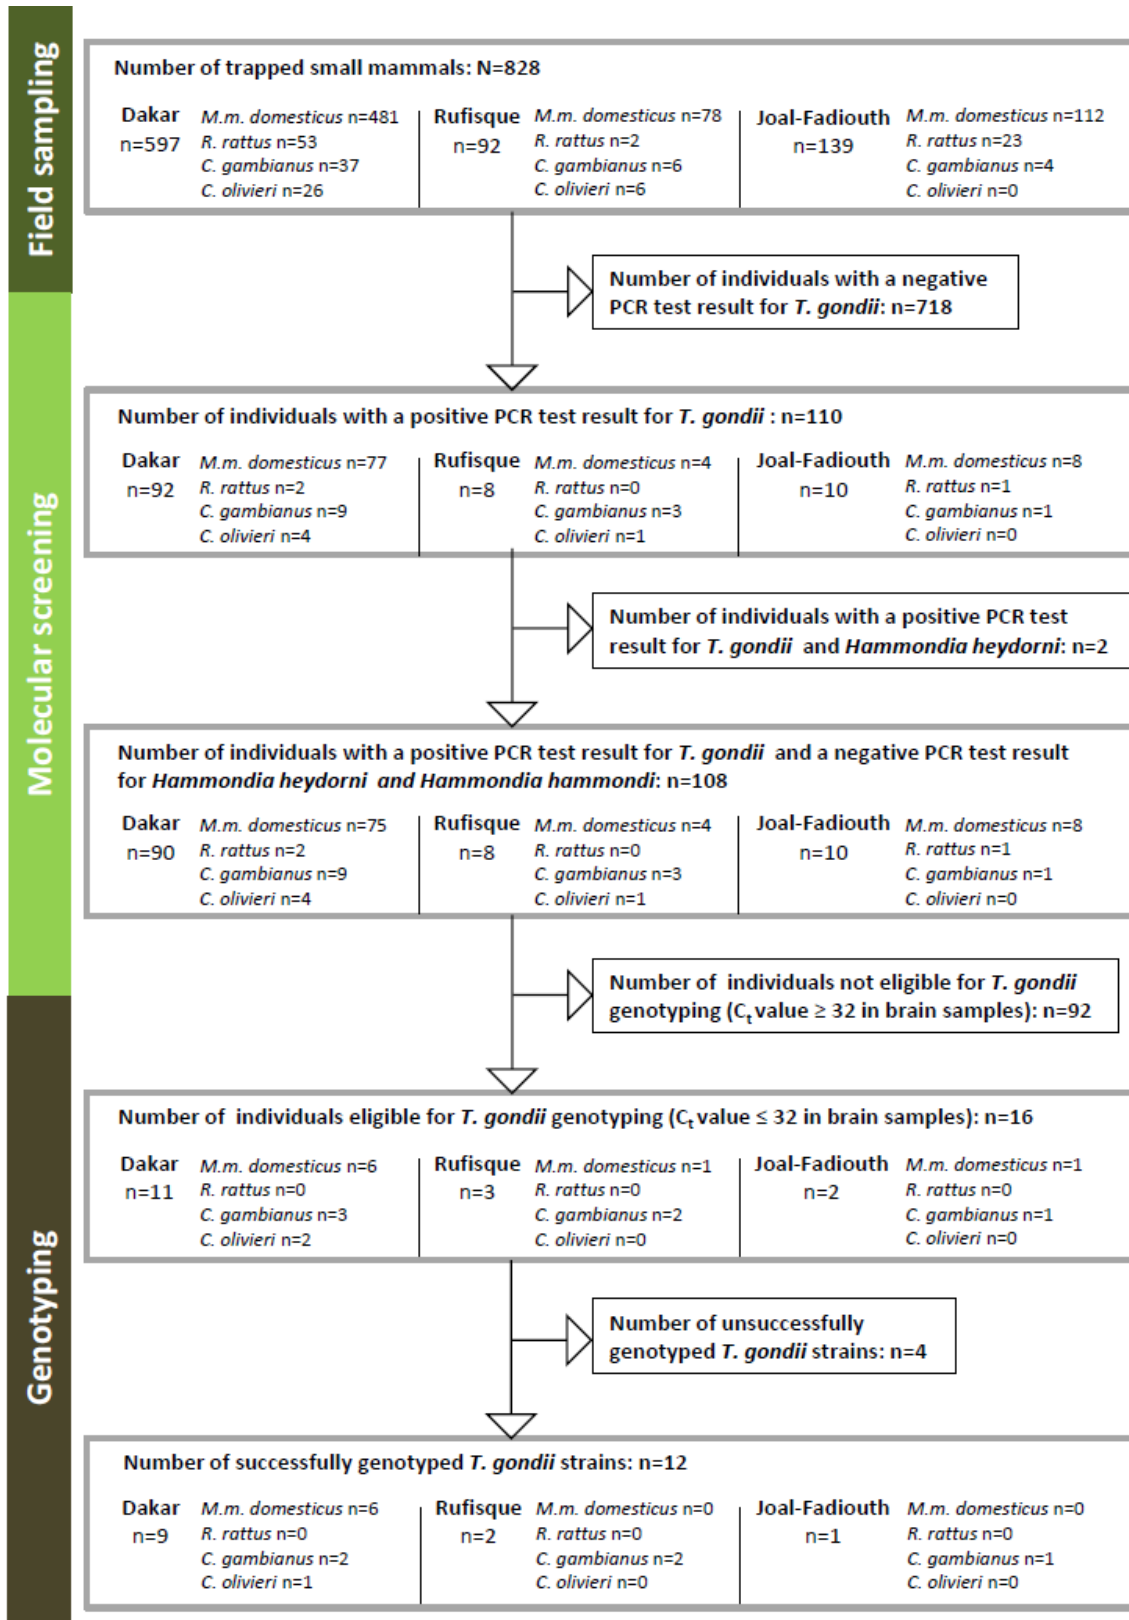 Field sampling
Number of trapped small mammals: N=828
Dakar
n=597
M.m. domesticus n=481
R. rattus n=53
C. gambianus n=37
C. olivieri n=26
Rufisque
n=92
M.m. domesticus n=78
R. rattus n=2
C. gambianus n=6
C. olivieri n=6
Joal-Fadiouth
n=139
M.m. domesticus n=112
R. rattus n=23
C. gambianus n=4
C. olivieri n=0
Number of individuals with a negative
PCR test result for T. gondii: n=718
Molecular screening
Number of individuals with a positive PCR test result for T. gondii : n=110
Dakar
n=92
M.m. domesticus n=77
R. rattus n=2
C. gambianus n=9
C. olivieri n=4
Rufisque
n=8
M.m. domesticus n=4
R. rattus n=0
C. gambianus n=3
C. olivieri n=1
Joal-Fadiouth
n=10
M.m. domesticus n=8
R. rattus n=1
C. gambianus n=1
C. olivieri n=0
Number of individuals with a positive PCR test
result for T. gondii and Hammondia heydorni: n=2
Number of individuals with a positive PCR test result for T. gondii and a negative PCR test result
for Hammondia heydorni and Hammondia hammondi: n=108
Dakar
n=90
M.m. domesticus n=75
R. rattus n=2
C. gambianus n=9
C. olivieri n=4
Rufisque
n=8
M.m. domesticus n=4
R. rattus n=0
C. gambianus n=3
C. olivieri n=1
Joal-Fadiouth
n=10
M.m. domesticus n=8
R. rattus n=1
C. gambianus n=1
C. olivieri n=0
Number of individuals not eligible for T. gondii
genotyping (Ct value ≥ 32 in brain samples): n=92
Genotyping
Number of individuals eligible for T. gondii genotyping (Ct value ≤ 32 in brain samples): n=16
Dakar
n=11
M.m. domesticus n=6
R. rattus n=0
C. gambianus n=3
C. olivieri n=2
Rufisque
n=3
M.m. domesticus n=1
R. rattus n=0
C. gambianus n=2
C. olivieri n=0
Joal-Fadiouth
n=2
M.m. domesticus n=1
R. rattus n=0
C. gambianus n=1
C. olivieri n=0
Number of unsuccessfully
genotyped T. gondii strains: n=4
Number of successfully genotyped T. gondii strains: n=12
Dakar
n=9
M.m. domesticus n=6
R. rattus n=0
C. gambianus n=2
C. olivieri n=1
Rufisque
n=2
M.m. domesticus n=0
R. rattus n=0
C. gambianus n=2
C. olivieri n=0
Joal-Fadiouth
n=1
M.m. domesticus n=0
R. rattus n=0
C. gambianus n=1
C. olivieri n=0